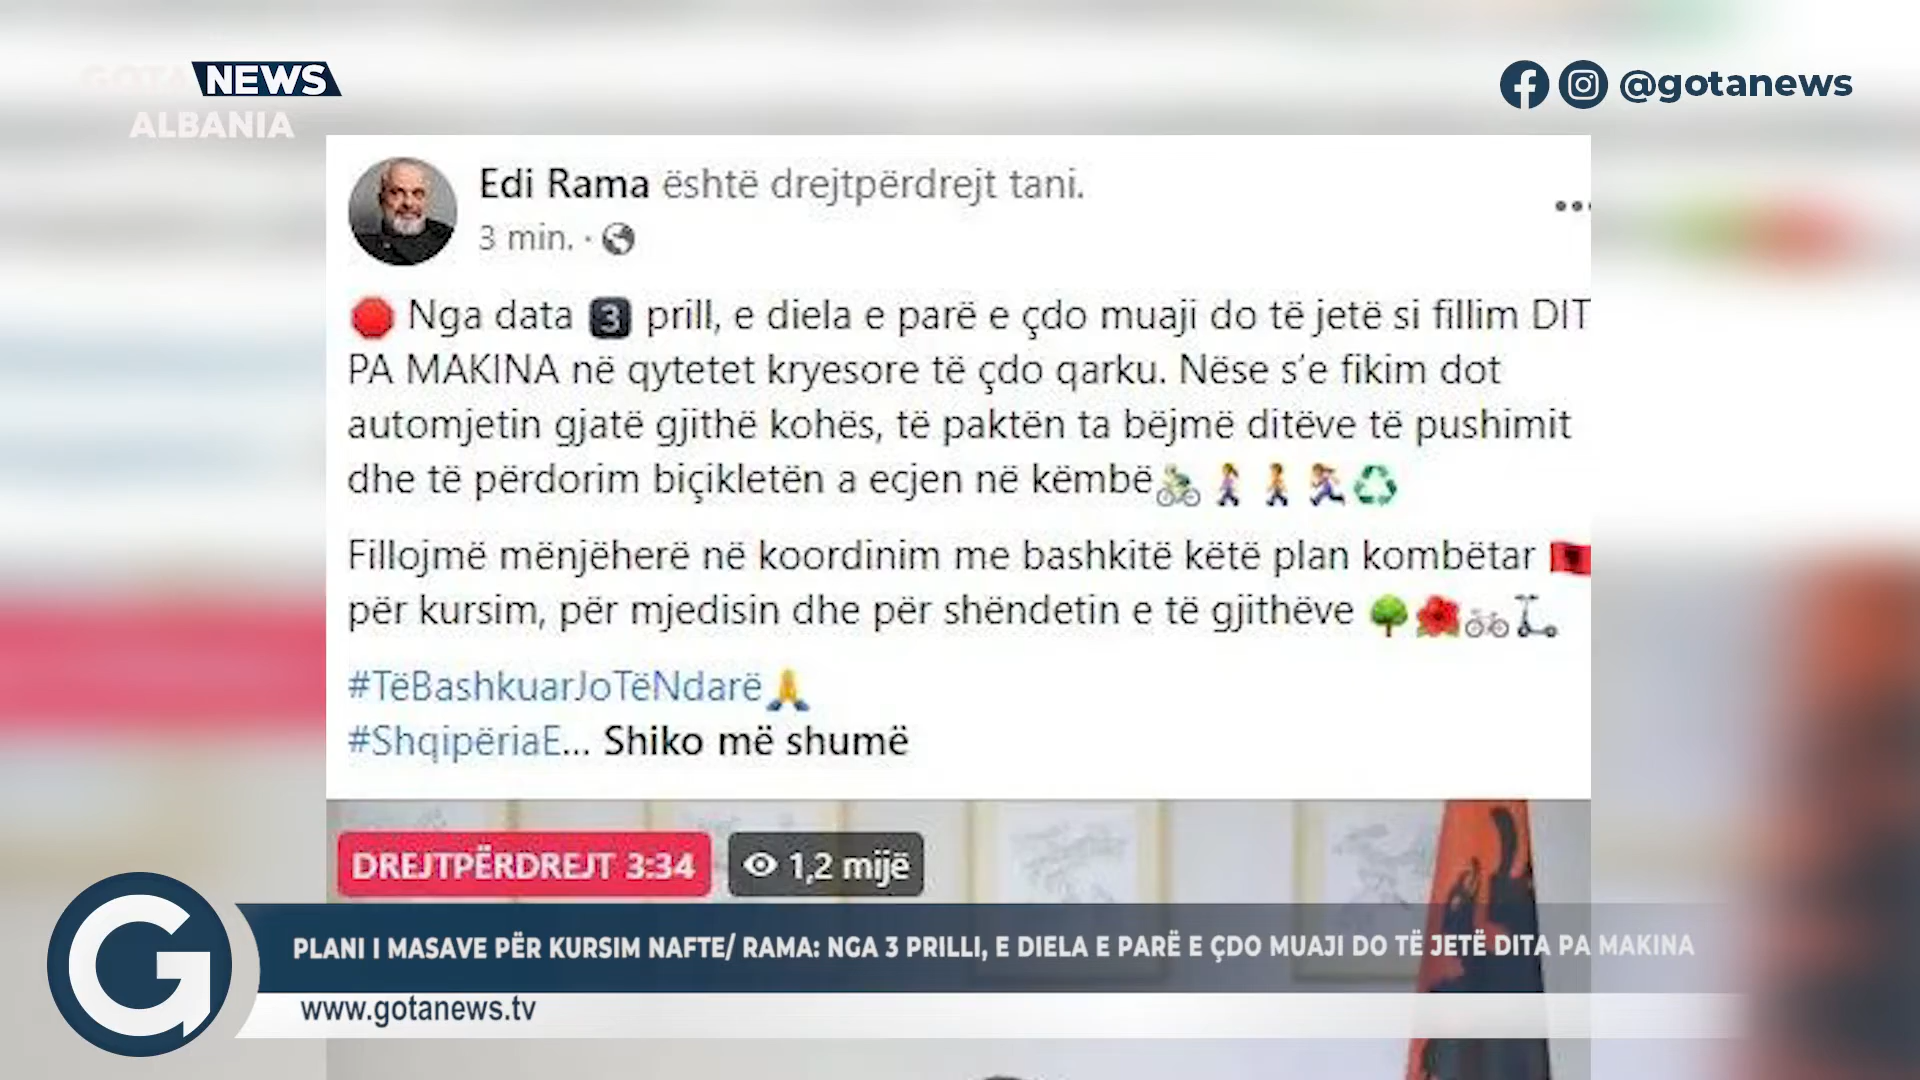 GOTA NEWS
ALBANIA
@gotanews
Edi Rama është drejtpërdrejt tani.
3 min. ·
🛑 Nga data 3️⃣ prill, e diela e parë e çdo muaji do të jetë si fillim DIT
PA MAKINA në qytetet kryesore të çdo qarku. Nëse s'e fikim dot
automjetin gjatë gjithë kohës, të paktën ta bëjmë ditëve të pushimit
dhe të përdorim biçikletën a ecjen në këmbë
Fillojmë mënjëherë në koordinim me bashkitë këtë plan kombëtar
për kursim, për mjedisin dhe për shëndetin e të gjithëve
#TëBashkuarJoTëNdarë
#ShqipëriaE... Shiko më shumë
DREJTPËRDREJT 3:34
1,2 mijë
PLANI I MASAVE PËR KURSIM NAFTE/ RAMA: NGA 3 PRILLI, E DIELA E PARË E ÇDO MUAJI DO TË JETË DITA PA MAKINA
www.gotanews.tv